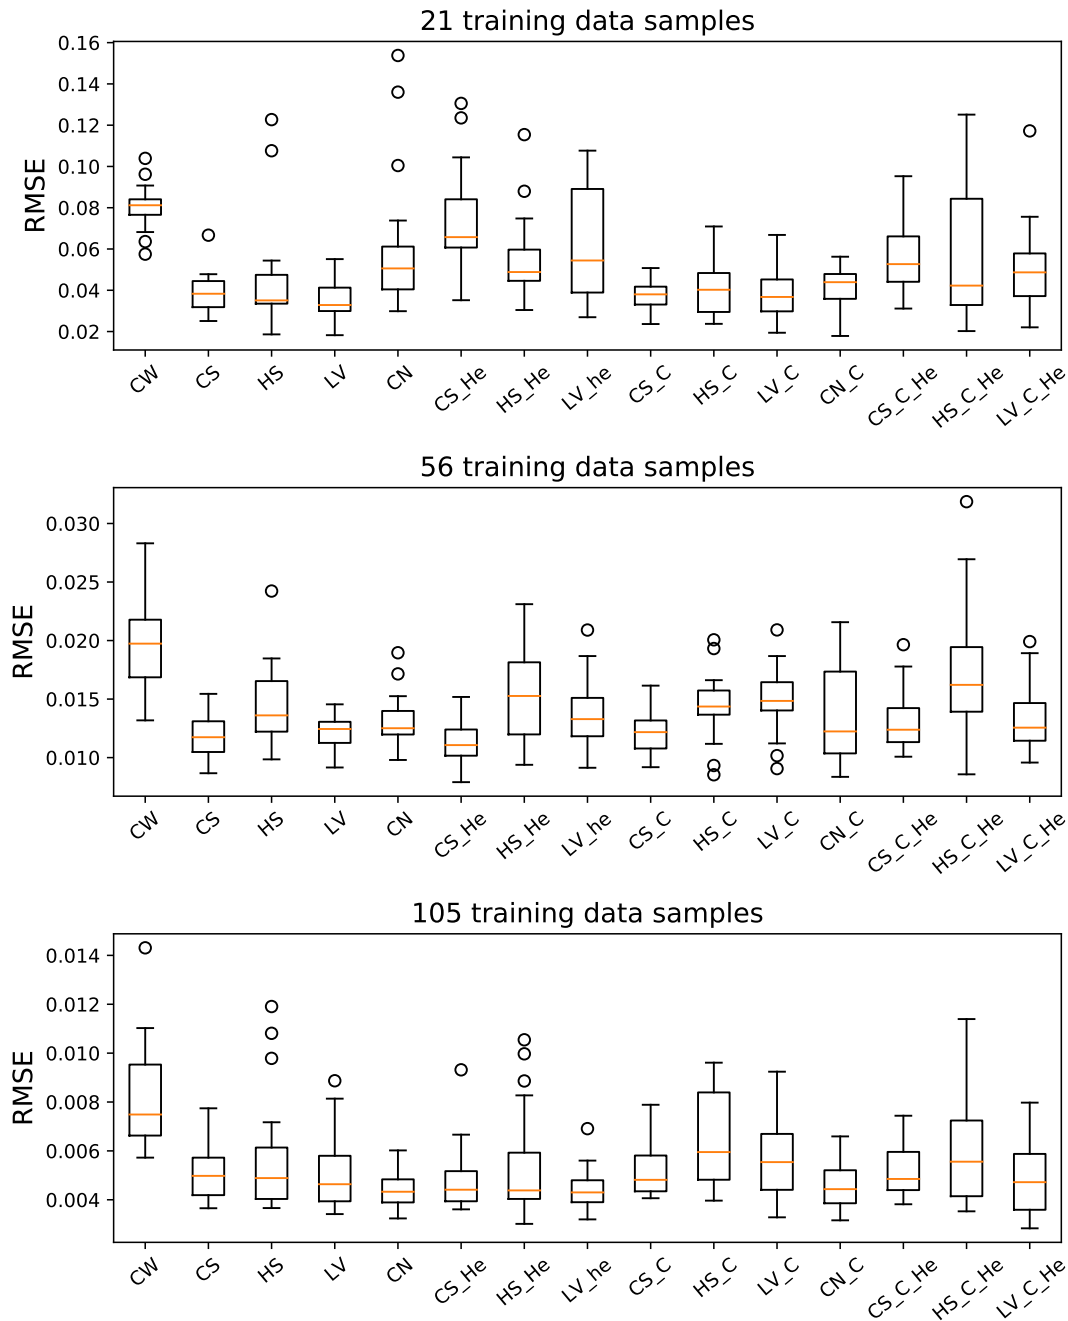 21 training data samples
RMSE
0.16
0.14
0.12
0.10
0.08
0.06
0.04
0.02
CW CS HS LV CN CS_He HS_He LV_he CS_C HS_C LV_C CN_C CS_C_He HS_C_He LV_C_He
56 training data samples
RMSE
0.030
0.025
0.020
0.015
0.010
CW CS HS LV CN CS_He HS_He LV_he CS_C HS_C LV_C CN_C CS_C_He HS_C_He LV_C_He
105 training data samples
RMSE
0.014
0.012
0.010
0.008
0.006
0.004
CW CS HS LV CN CS_He HS_He LV_he CS_C HS_C LV_C CN_C CS_C_He HS_C_He LV_C_He